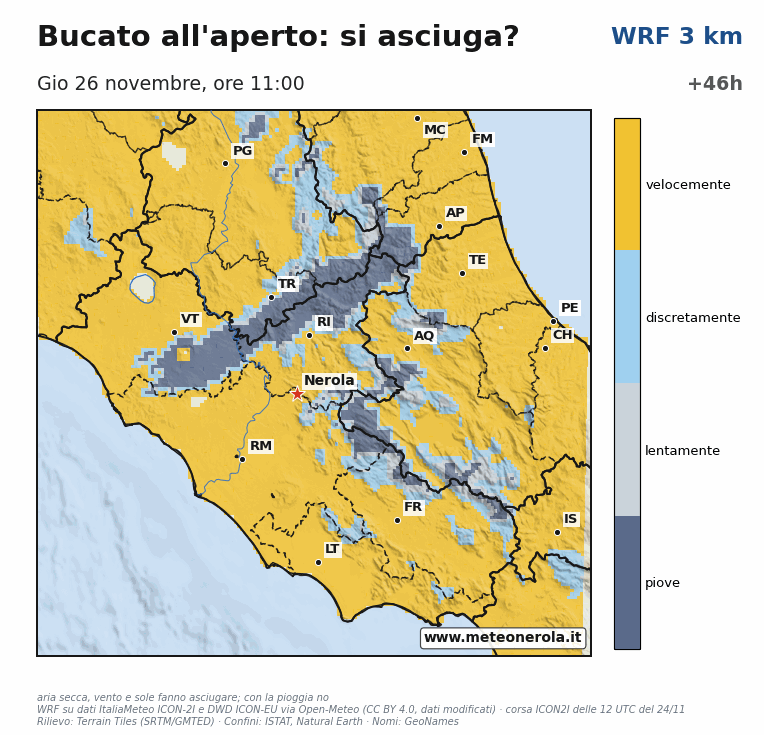 Bucato all'aperto: si asciuga?
WRF 3 km
Gio 26 novembre, ore 11:00
+46h
MC
FM
PG
AP
TE
TR
PE
VT
RI
AQ
CH
Nerola
RM
FR
IS
LT
www.meteonerola.it
velocemente
discretamente
lentamente
piove
aria secca, vento e sole fanno asciugare; con la pioggia no
WRF su dati ItaliaMeteo ICON-2I e DWD ICON-EU via Open-Meteo (CC BY 4.0, dati modificati) · corsa ICON2I delle 12 UTC del 24/11
Rilievo: Terrain Tiles (SRTM/GMTED) · Confini: ISTAT, Natural Earth · Nomi: GeoNames